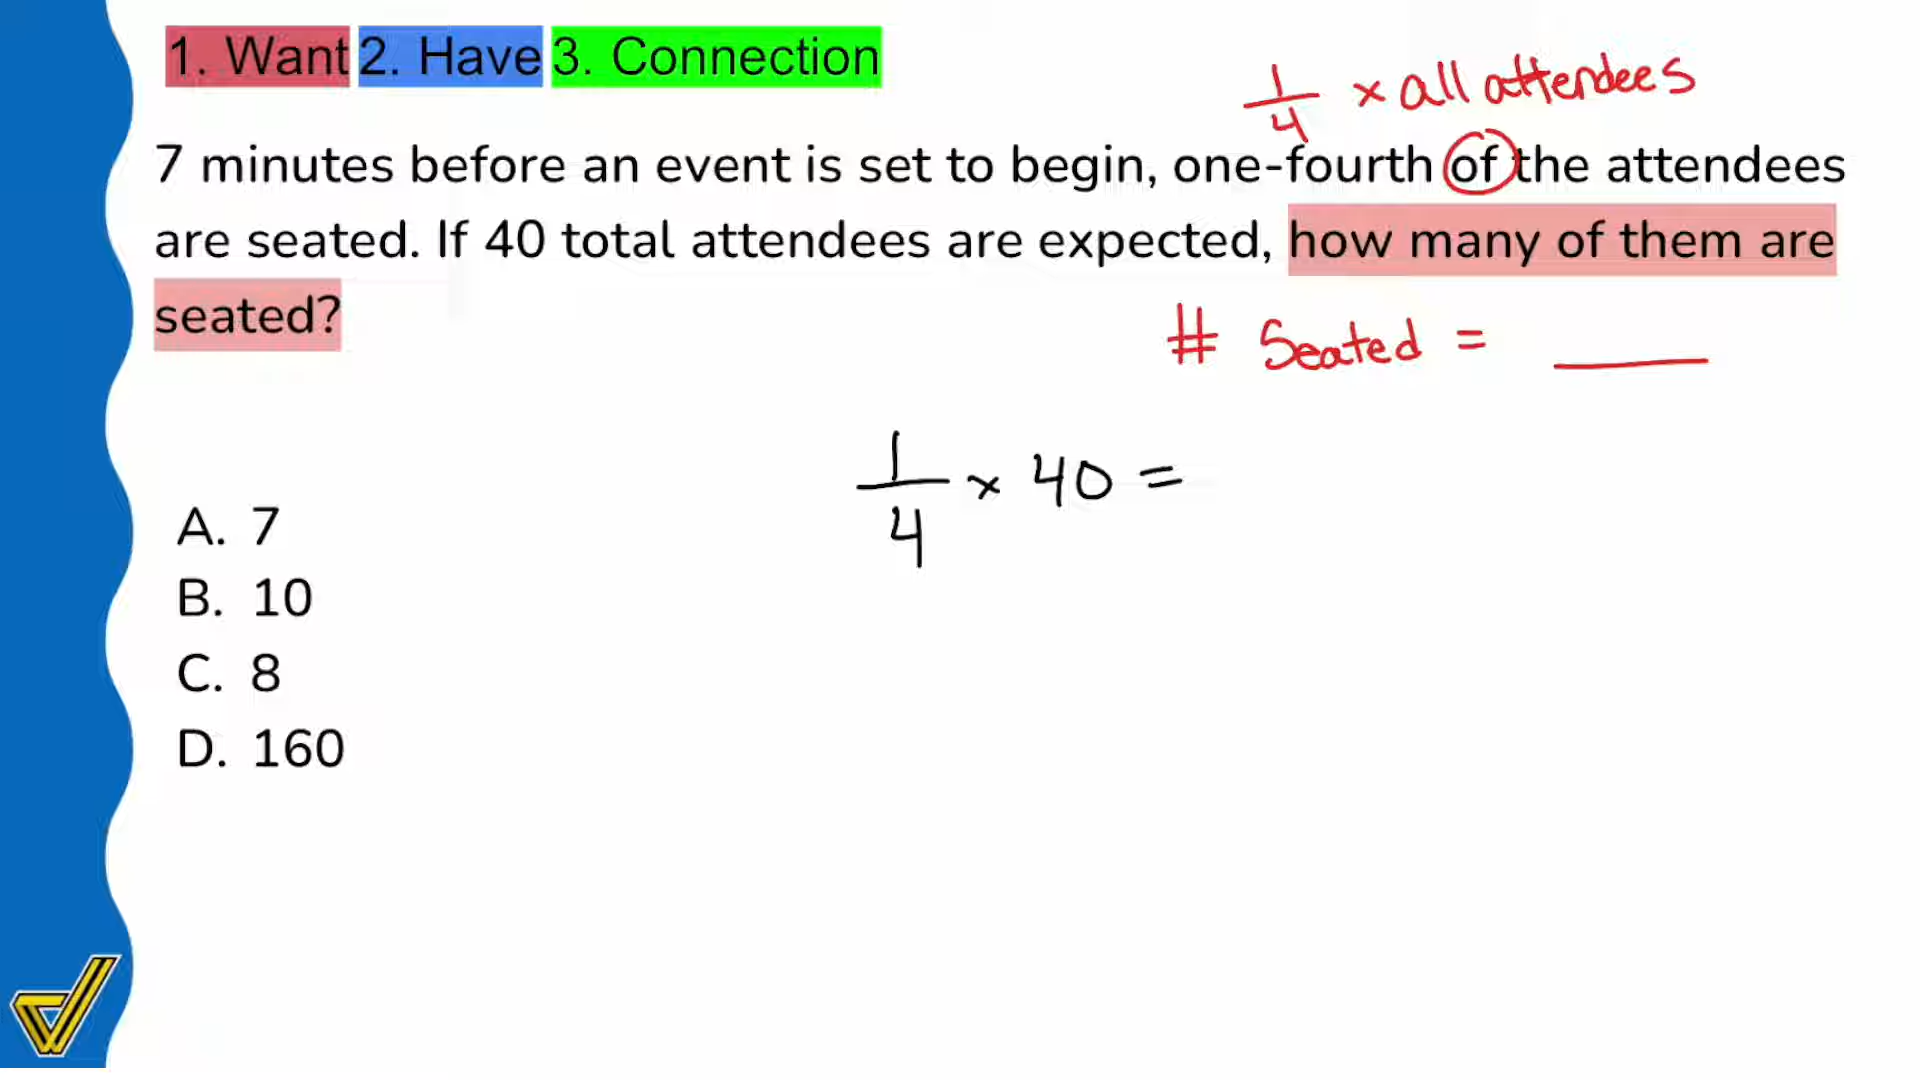 1. Want 2. Have 3. Connection
1/4 × all attendees
7 minutes before an event is set to begin, one-fourth of the attendees
are seated. If 40 total attendees are expected, how many of them are
seated?
# Seated = ____
1/4 × 40 =
A. 7
B. 10
C. 8
D. 160